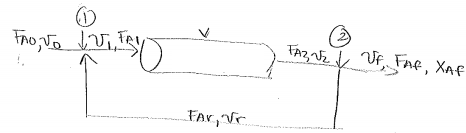 ①
②
FA0, v0
v1, FA1
V
FA2, v2
vf, FAf, XAf
FAr, vr